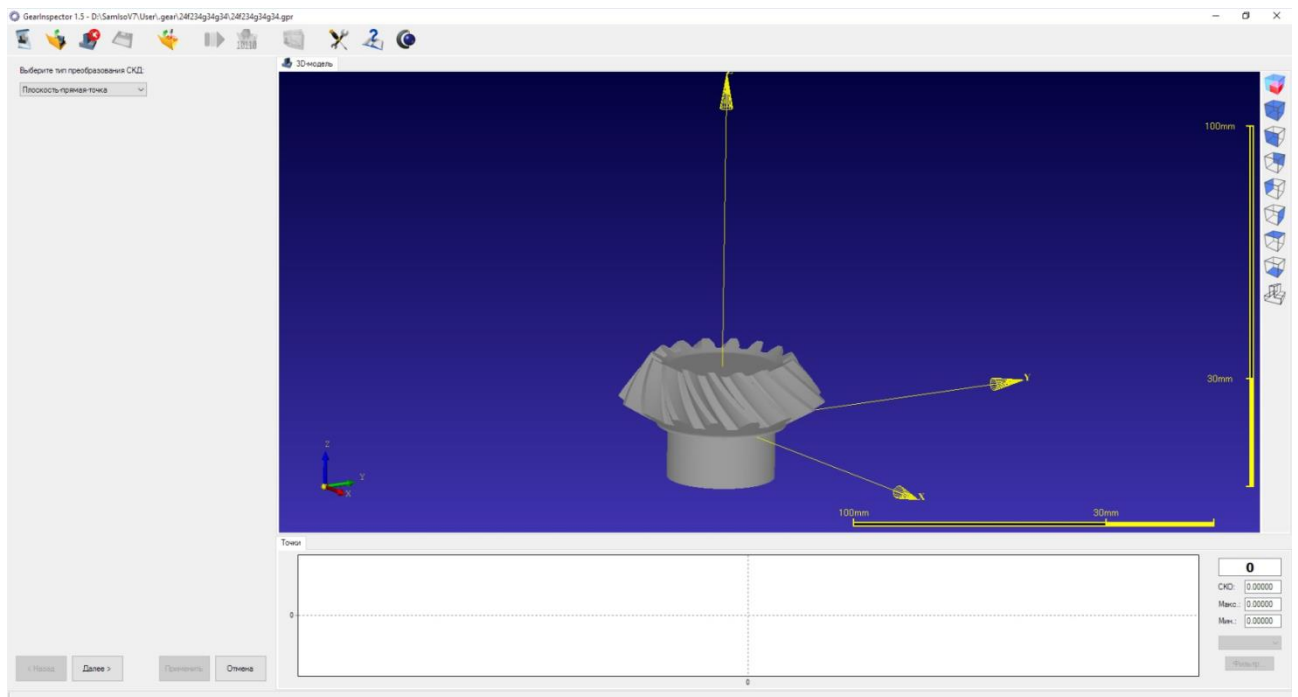 GearInspector 1.5 - D:\SamIsoV7\User\.gear\24f234g34g34\24f234g34g34.gpr
Выберите тип преобразования СКД:
Плоскость-прямая-точка
3D-модель
100mm
30mm
Y
X
Z
Y
X
100mm
30mm
Точки
0
0
0
СКО: 0.00000
Макс.: 0.00000
Мин.: 0.00000
Фильтр...
< Назад
Далее >
Применить
Отмена